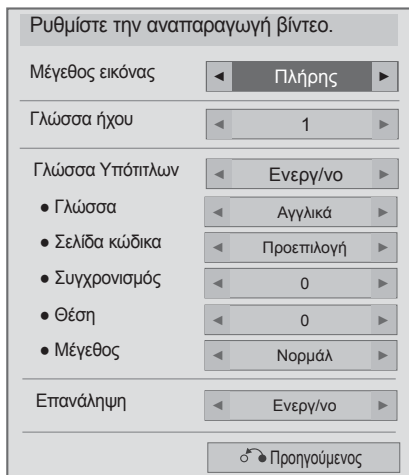 Ρυθμίστε την αναπαραγωγή βίντεο.
Μέγεθος εικόνας ◄ Πλήρης ►
Γλώσσα ήχου ◄ 1 ►
Γλώσσα Υπότιτλων ◄ Ενεργ/νο ►
● Γλώσσα ◄ Αγγλικά ►
● Σελίδα κώδικα ◄ Προεπιλογή ►
● Συγχρονισμός ◄ 0 ►
● Θέση ◄ 0 ►
● Μέγεθος ◄ Νορμάλ ►
Επανάληψη ◄ Ενεργ/νο ►
Προηγούμενος